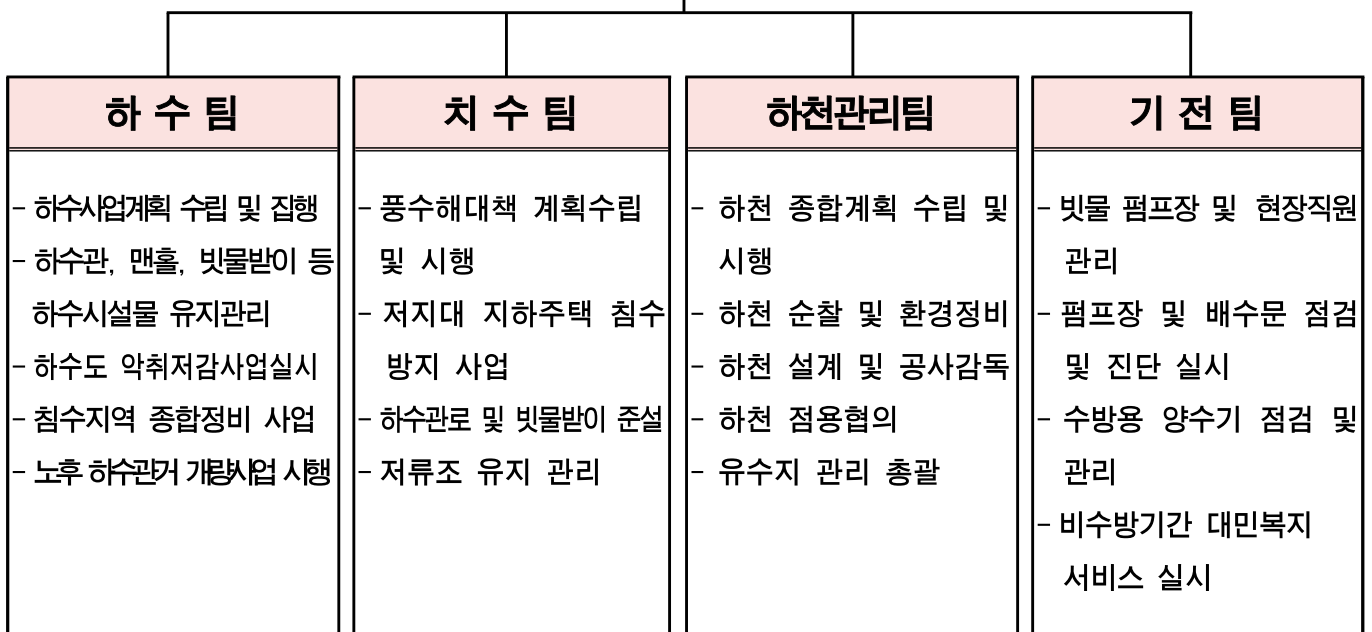 하 수 팀
- 하수사업계획 수립 및 집행
- 하수관, 맨홀, 빗물받이 등
하수시설물 유지관리
- 하수도 악취저감사업실시
- 침수지역 종합정비 사업
- 노후 하수관거 개량사업 시행
치 수 팀
- 풍수해대책 계획수립
및 시행
- 저지대 지하주택 침수
방지 사업
- 하수관로 및 빗물받이 준설
- 저류조 유지 관리
하천관리팀
- 하천 종합계획 수립 및
시행
- 하천 순찰 및 환경정비
- 하천 설계 및 공사감독
- 하천 점용협의
- 유수지 관리 총괄
기 전 팀
- 빗물 펌프장 및 현장직원
관리
- 펌프장 및 배수문 점검
및 진단 실시
- 수방용 양수기 점검 및
관리
- 비수방기간 대민복지
서비스 실시